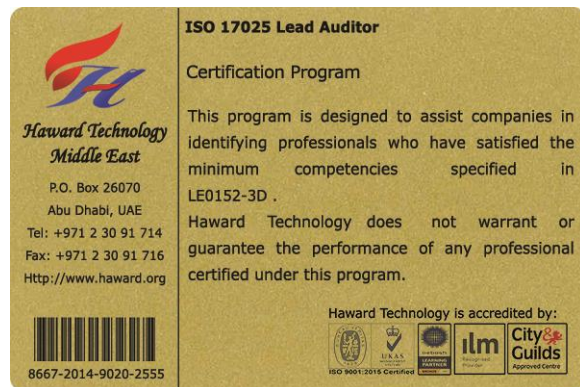 Haward Technology
Middle East
P.O. Box 26070
Abu Dhabi, UAE
Tel: +971 2 30 91 714
Fax: +971 2 30 91 716
Http://www.haward.org
8667-2014-9020-2555
ISO 17025 Lead Auditor
Certification Program
This program is designed to assist companies in
identifying professionals who have satisfied the
minimum competencies specified in
LE0152-3D .
Haward Technology does not warrant or
guarantee the performance of any professional
certified under this program.
Haward Technology is accredited by:
ISO 9001:2015 Certified
UKAS
LEARNING
PARTNER
ilm
Recognised
Provider
City&
Guilds
Approved Centre